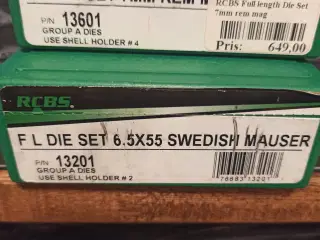 P/N 13601
GROUP A DIES
USE SHELL HOLDER # 4
RCBS Full length Die Set
7mm rem mag
Pris: 649,00
RCBS.
F L DIE SET 6.5X55 SWEDISH MAUSER
P/N 13201
GROUP A DIES
USE SHELL HOLDER # 2